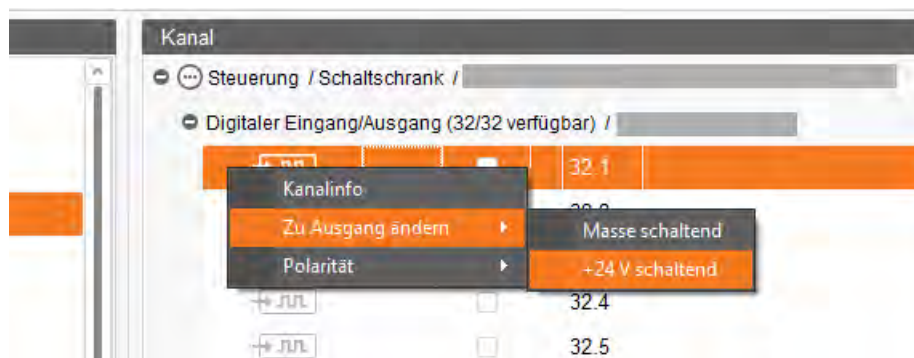 Kanal
Steuerung / Schaltschrank /
Digitaler Eingang/Ausgang (32/32 verfügbar) /
32.1
Kanalinfo
Zu Ausgang ändern
Masse schaltend
Polarität
+24 V schaltend
32.4
32.5